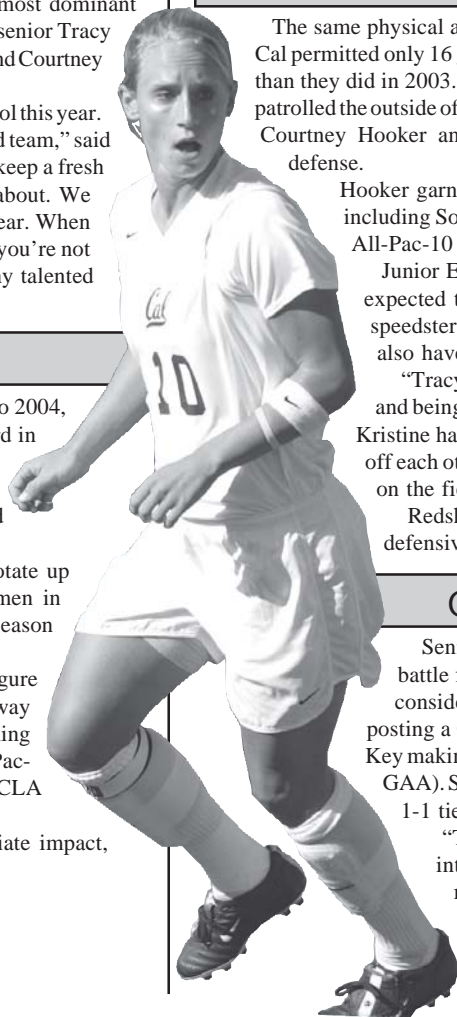 most dominant
senior Tracy
nd Courtney
ol this year.
d team," said
keep a fresh
about. We
ear. When
you're not
ny talented
o 2004,
rd in
d
otate up
men in
eason
gure
way
ning
Pac-
CLA
iate impact,
Cal
10
The same physical a
Cal permitted only 16
than they did in 2003.
patrolled the outside of
Courtney Hooker an
defense.
Hooker garn
including So
All-Pac-10
Junior E
expected t
speedster
also have
"Tracy
and being
Kristine ha
off each ot
on the fie
Redsh
defensiv
Sen
battle f
conside
posting a
Key makin
GAA). S
1-1 tie
"T
int